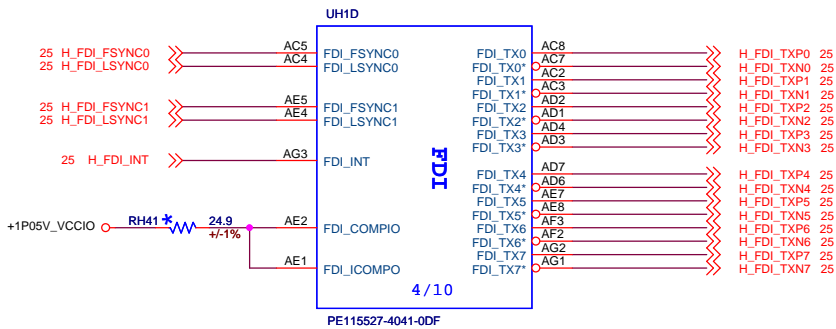 UH1D
25 H_FDI_FSYNC0 AC5 FDI_FSYNC0 FDI_TX0 AC8 H_FDI_TXP0 25
25 H_FDI_LSYNC0 AC4 FDI_LSYNC0 FDI_TX0* AC7 H_FDI_TXN0 25
FDI_TX1 AC2 H_FDI_TXP1 25
FDI_TX1* AC3 H_FDI_TXN1 25
25 H_FDI_FSYNC1 AE5 FDI_FSYNC1 FDI_TX2 AD2 H_FDI_TXP2 25
25 H_FDI_LSYNC1 AE4 FDI_LSYNC1 FDI_TX2* AD1 H_FDI_TXN2 25
FDI_TX3 AD4 H_FDI_TXP3 25
FDI_TX3* AD3 H_FDI_TXN3 25
25 H_FDI_INT AG3 FDI_INT
FDI
FDI_TX4 AD7 H_FDI_TXP4 25
FDI_TX4* AD6 H_FDI_TXN4 25
FDI_TX5 AE7 H_FDI_TXP5 25
FDI_TX5* AE8 H_FDI_TXN5 25
+1P05V_VCCIO RH41 * 24.9 AE2 FDI_COMPIO FDI_TX6 AF3 H_FDI_TXP6 25
+/-1% FDI_TX6* AF2 H_FDI_TXN6 25
FDI_TX7 AG2 H_FDI_TXP7 25
AE1 FDI_ICOMPO FDI_TX7* AG1 H_FDI_TXN7 25
4/10
PE115527-4041-0DF